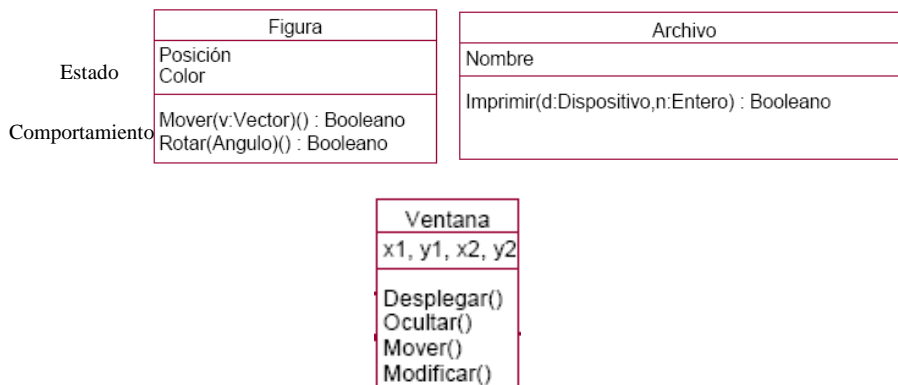 Figura
Estado
Posición
Color
Comportamiento
Mover(v:Vector)() : Booleano
Rotar(Angulo)() : Booleano
Archivo
Nombre
Imprimir(d:Dispositivo,n:Entero) : Booleano
Ventana
x1, y1, x2, y2
Desplegar()
Ocultar()
Mover()
Modificar()